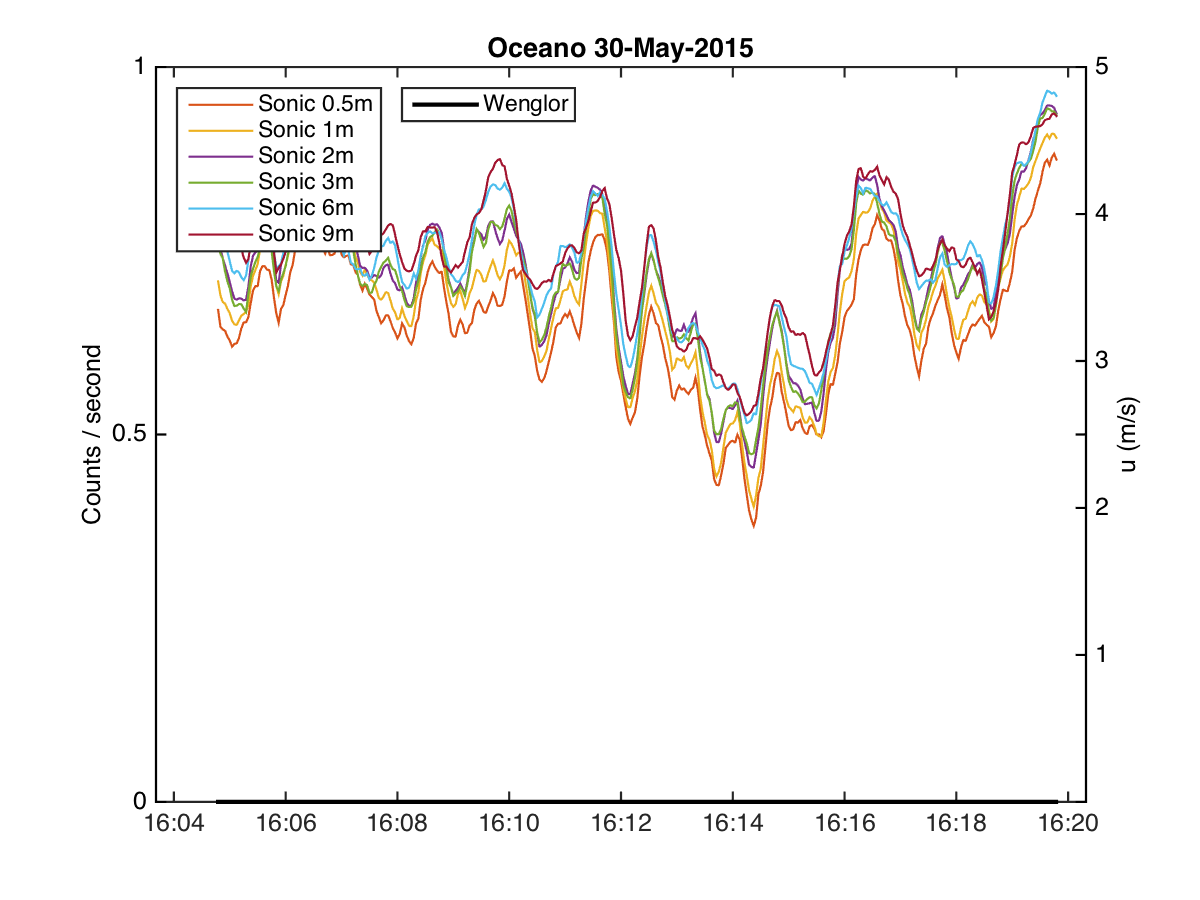 Oceano 30-May-2015
1
5
Sonic 0.5m
Wenglor
Sonic 1m
Sonic 2m
Sonic 3m
Sonic 6m
Sonic 9m
4
3
0.5
2
1
0
Counts / second
u (m/s)
16:04 16:06 16:08 16:10 16:12 16:14 16:16 16:18 16:20